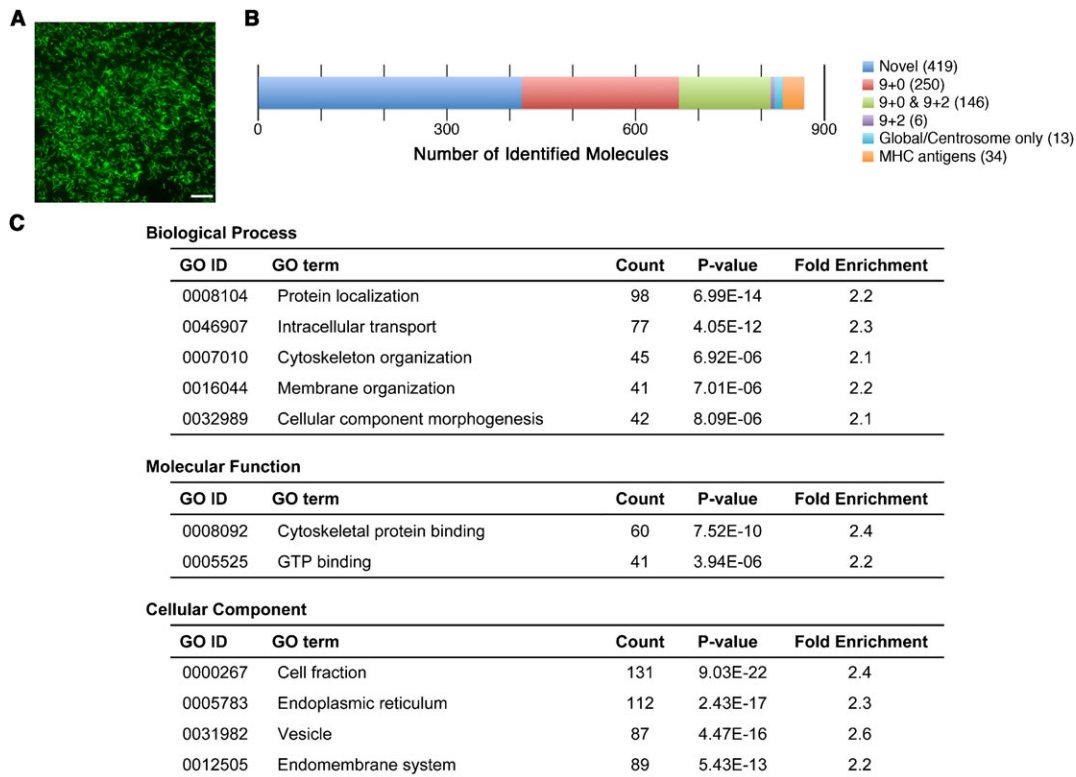 A
B
Novel (419)
9+0 (250)
9+0 & 9+2 (146)
9+2 (6)
Global/Centrosome only (13)
MHC antigens (34)
0 300 600 900
Number of Identified Molecules
C
Biological Process
GO ID GO term Count P-value Fold Enrichment
0008104 Protein localization 98 6.99E-14 2.2
0046907 Intracellular transport 77 4.05E-12 2.3
0007010 Cytoskeleton organization 45 6.92E-06 2.1
0016044 Membrane organization 41 7.01E-06 2.2
0032989 Cellular component morphogenesis 42 8.09E-06 2.1
Molecular Function
GO ID GO term Count P-value Fold Enrichment
0008092 Cytoskeletal protein binding 60 7.52E-10 2.4
0005525 GTP binding 41 3.94E-06 2.2
Cellular Component
GO ID GO term Count P-value Fold Enrichment
0000267 Cell fraction 131 9.03E-22 2.4
0005783 Endoplasmic reticulum 112 2.43E-17 2.3
0031982 Vesicle 87 4.47E-16 2.6
0012505 Endomembrane system 89 5.43E-13 2.2